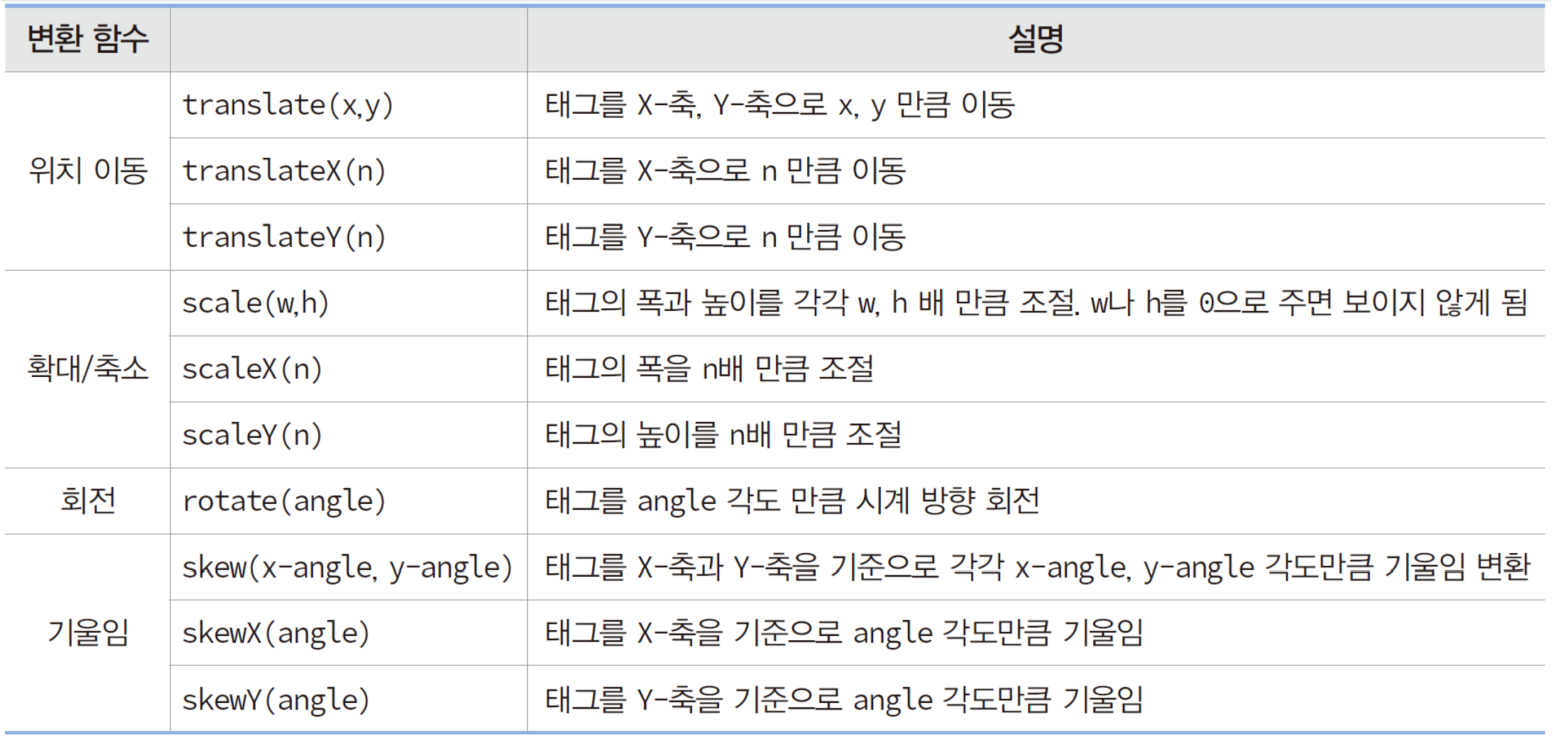 변환 함수 설명
위치 이동
translate(x,y) 태그를 X-축, Y-축으로 x, y 만큼 이동
translateX(n) 태그를 X-축으로 n 만큼 이동
translateY(n) 태그를 Y-축으로 n 만큼 이동
확대/축소
scale(w,h) 태그의 폭과 높이를 각각 w, h 배 만큼 조절. w나 h를 0으로 주면 보이지 않게 됨
scaleX(n) 태그의 폭을 n배 만큼 조절
scaleY(n) 태그의 높이를 n배 만큼 조절
회전 rotate(angle) 태그를 angle 각도 만큼 시계 방향 회전
기울임
skew(x-angle, y-angle) 태그를 X-축과 Y-축을 기준으로 각각 x-angle, y-angle 각도만큼 기울임 변환
skewX(angle) 태그를 X-축을 기준으로 angle 각도만큼 기울임
skewY(angle) 태그를 Y-축을 기준으로 angle 각도만큼 기울임